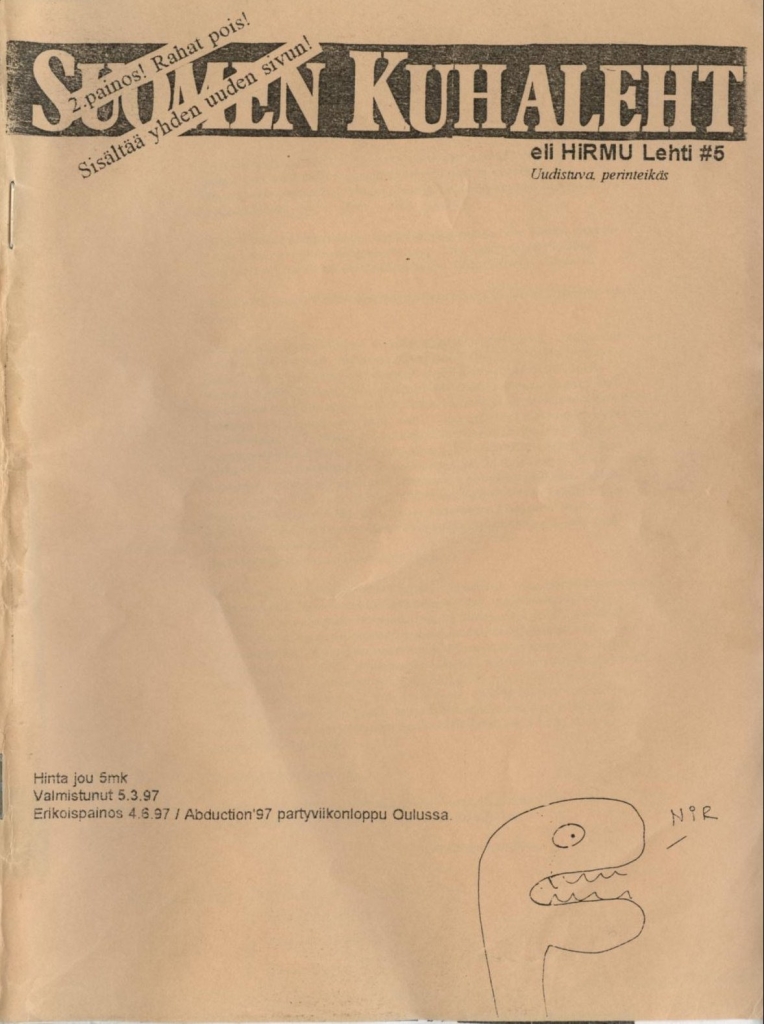 2.painos! Rahat pois!
Sisältää yhden uuden sivun!
SUOMEN KUHALEHT
eli HiRMU Lehti #5
Uudistuva, perinteikäs
Hinta jou 5mk
Valmistunut 5.3.97
Erikoispainos 4.6.97 / Abduction'97 partyviikonloppu Oulussa.
NiR